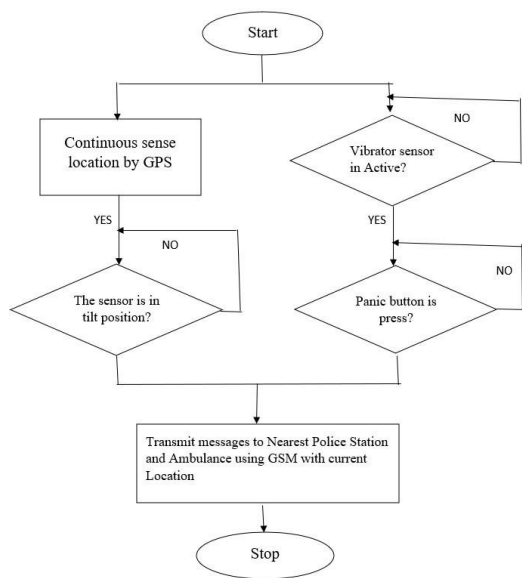 Start
Continuous sense
location by GPS
NO
Vibrator sensor
in Active?
YES
NO
The sensor is in
tilt position?
YES
NO
Panic button is
press?
Transmit messages to Nearest Police Station
and Ambulance using GSM with current
Location
Stop